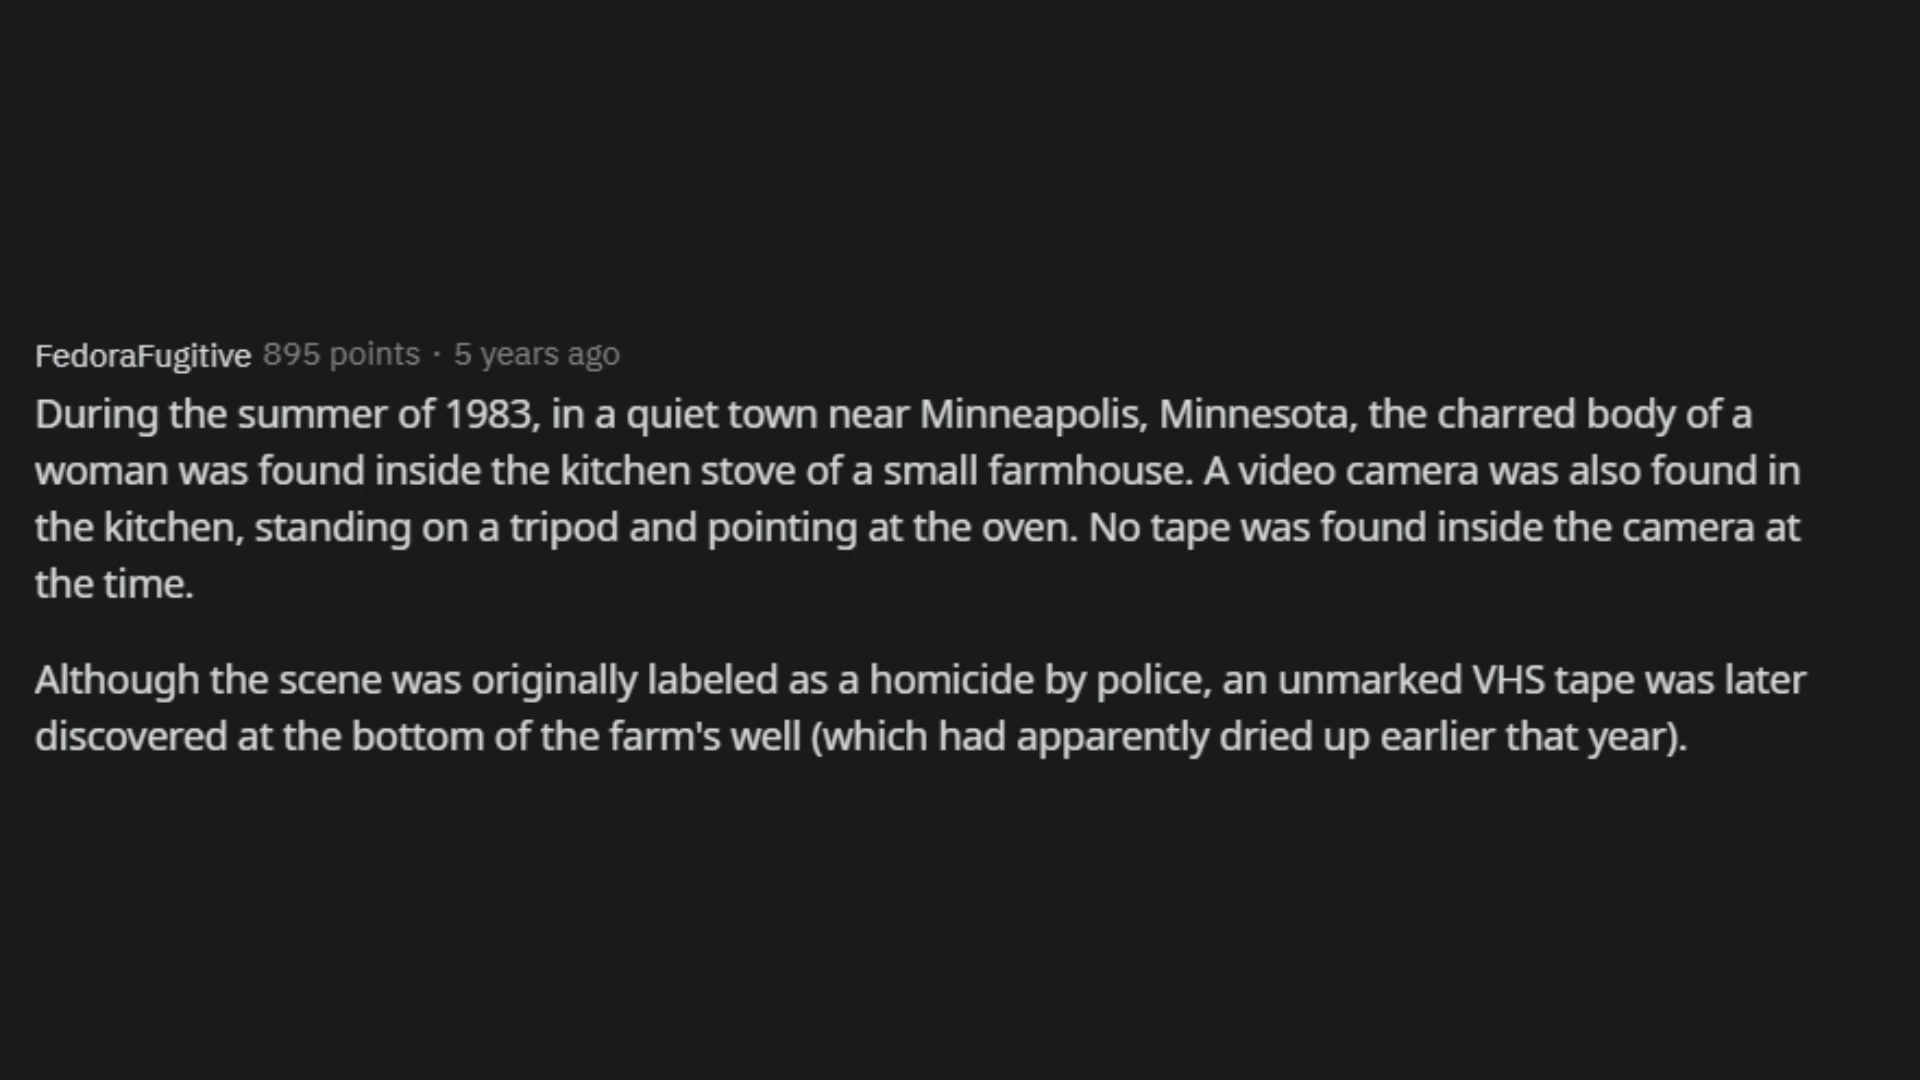 FedoraFugitive 895 points · 5 years ago
During the summer of 1983, in a quiet town near Minneapolis, Minnesota, the charred body of a
woman was found inside the kitchen stove of a small farmhouse. A video camera was also found in
the kitchen, standing on a tripod and pointing at the oven. No tape was found inside the camera at
the time.
Although the scene was originally labeled as a homicide by police, an unmarked VHS tape was later
discovered at the bottom of the farm's well (which had apparently dried up earlier that year).